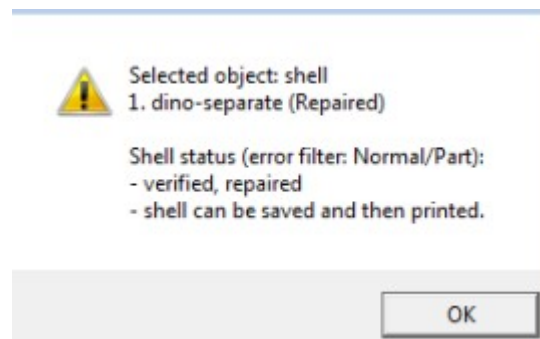 Selected object: shell
1. dino-separate (Repaired)
Shell status (error filter: Normal/Part):
- verified, repaired
- shell can be saved and then printed.
OK